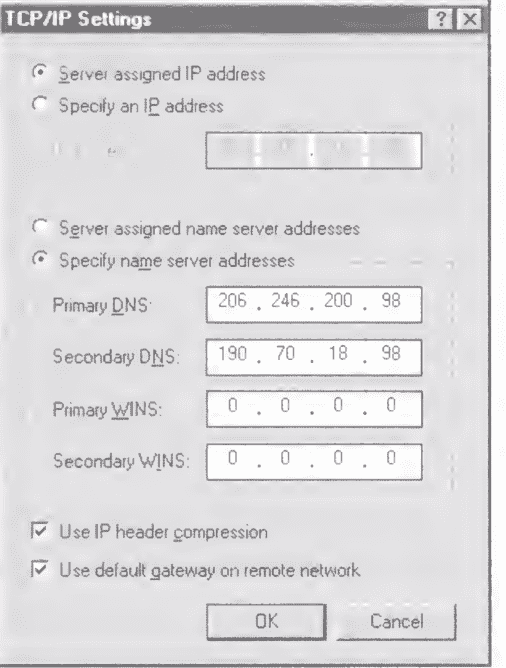 TCP/IP Settings ? X
Server assigned IP address
Specify an IP address
Server assigned name server addresses
Specify name server addresses
Primary DNS: 206 . 246 . 200 . 98
Secondary DNS: 190 . 70 . 18 . 98
Primary WINS: 0 . 0 . 0 . 0
Secondary WINS: 0 . 0 . 0 . 0
Use IP header compression
Use default gateway on remote network
OK Cancel